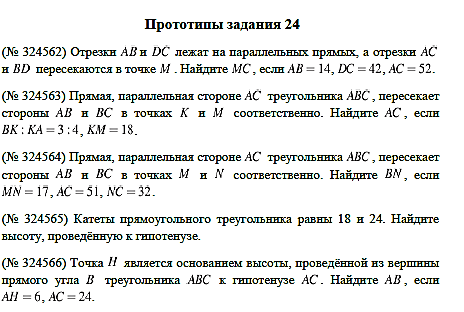 Прототипы задания 24
(№ 324562) Отрезки AB и DC лежат на параллельных прямых, а отрезки AC
и BD пересекаются в точке M . Найдите MC , если AB = 14, DC = 42, AC = 52.
(№ 324563) Прямая, параллельная стороне AC треугольника ABC , пересекает
стороны AB и BC в точках K и M соответственно. Найдите AC , если
BK : KA = 3 : 4 , KM = 18 .
(№ 324564) Прямая, параллельная стороне AC треугольника ABC , пересекает
стороны AB и BC в точках M и N соответственно. Найдите BN , если
MN = 17 , AC = 51 , NC = 32 .
(№ 324565) Катеты прямоугольного треугольника равны 18 и 24. Найдите
высоту, проведённую к гипотенузе.
(№ 324566) Точка H является основанием высоты, проведённой из вершины
прямого угла B треугольника ABC к гипотенузе AC . Найдите AB , если
AH = 6 , AC = 24 .